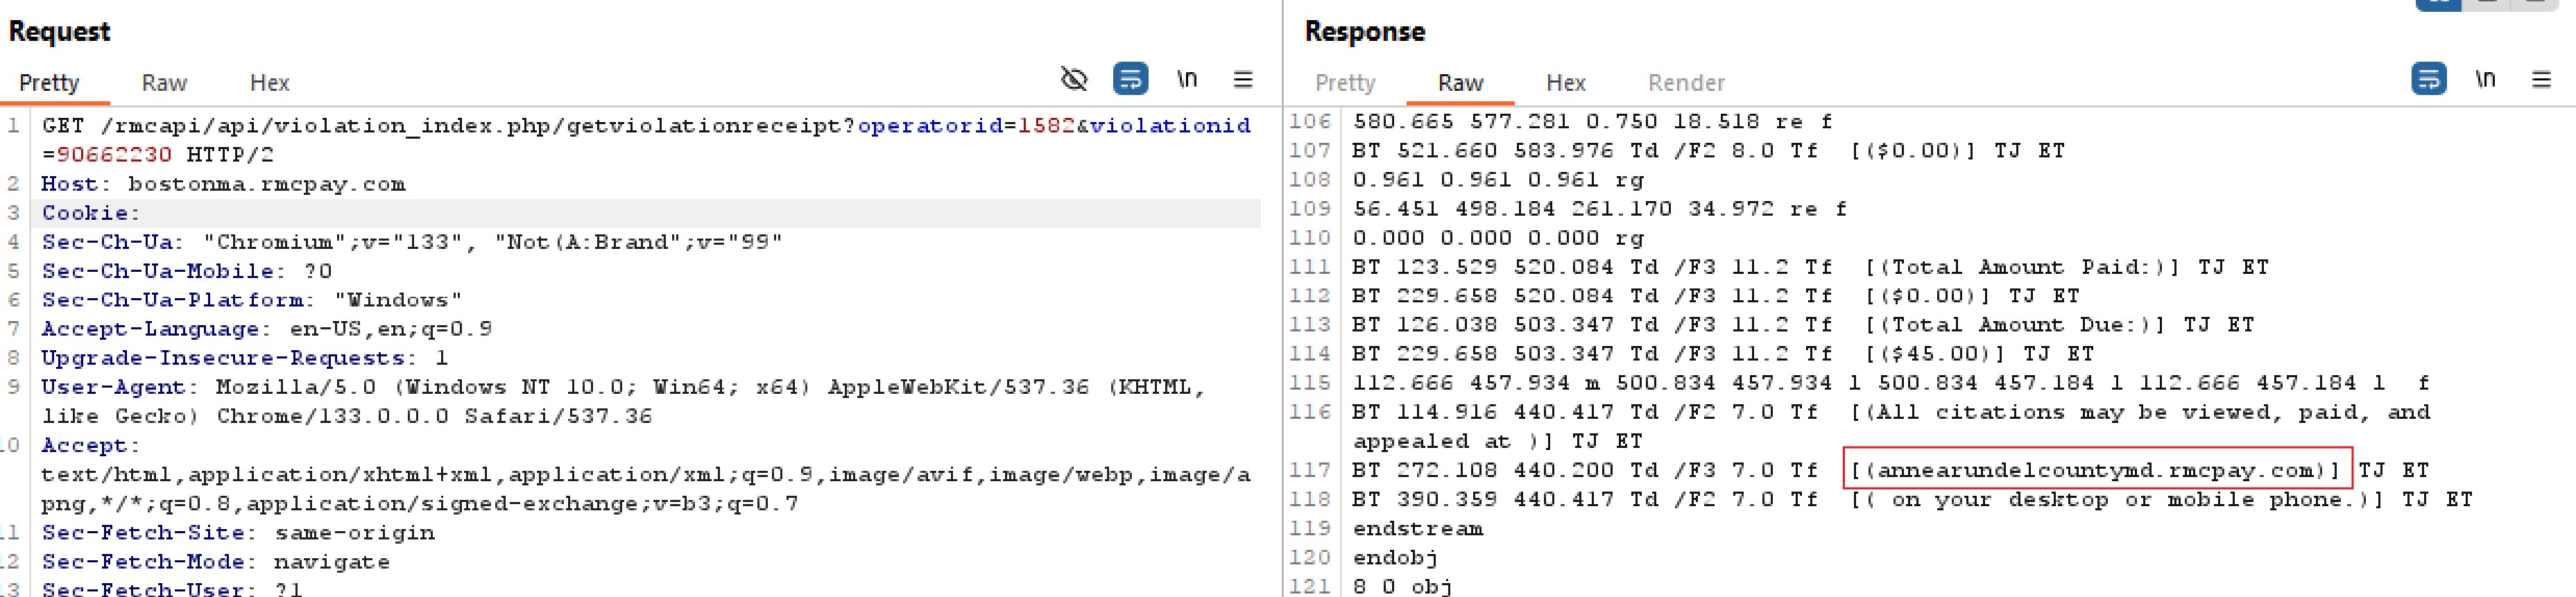 Request
Pretty Raw Hex \n
1 GET /rmcapi/api/violation_index.php/getviolationreceipt?operatorid=1582&violationid
=90662230 HTTP/2
2 Host: bostonma.rmcpay.com
3 Cookie:
4 Sec-Ch-Ua: "Chromium";v="133", "Not(A:Brand";v="99"
5 Sec-Ch-Ua-Mobile: ?0
6 Sec-Ch-Ua-Platform: "Windows"
7 Accept-Language: en-US,en;q=0.9
8 Upgrade-Insecure-Requests: 1
9 User-Agent: Mozilla/5.0 (Windows NT 10.0; Win64; x64) AppleWebKit/537.36 (KHTML,
like Gecko) Chrome/133.0.0.0 Safari/537.36
10 Accept:
text/html,application/xhtml+xml,application/xml;q=0.9,image/avif,image/webp,image/a
png,*/*;q=0.8,application/signed-exchange;v=b3;q=0.7
11 Sec-Fetch-Site: same-origin
12 Sec-Fetch-Mode: navigate
13 Sec-Fetch-User: ?1
Response
Pretty Raw Hex Render \n
106 580.665 577.281 0.750 18.518 re f
107 BT 521.660 583.976 Td /F2 8.0 Tf [($0.00)] TJ ET
108 0.961 0.961 0.961 rg
109 56.451 498.184 261.170 34.972 re f
110 0.000 0.000 0.000 rg
111 BT 123.529 520.084 Td /F3 11.2 Tf [(Total Amount Paid:)] TJ ET
112 BT 229.658 520.084 Td /F3 11.2 Tf [($0.00)] TJ ET
113 BT 126.038 503.347 Td /F3 11.2 Tf [(Total Amount Due:)] TJ ET
114 BT 229.658 503.347 Td /F3 11.2 Tf [($45.00)] TJ ET
115 112.666 457.934 m 500.834 457.934 l 500.834 457.184 l 112.666 457.184 l f
116 BT 114.916 440.417 Td /F2 7.0 Tf [(All citations may be viewed, paid, and
appealed at )] TJ ET
117 BT 272.108 440.200 Td /F3 7.0 Tf [(annearundelcountymd.rmcpay.com)] TJ ET
118 BT 390.359 440.417 Td /F2 7.0 Tf [( on your desktop or mobile phone.)] TJ ET
119 endstream
120 endobj
121 8 0 obj